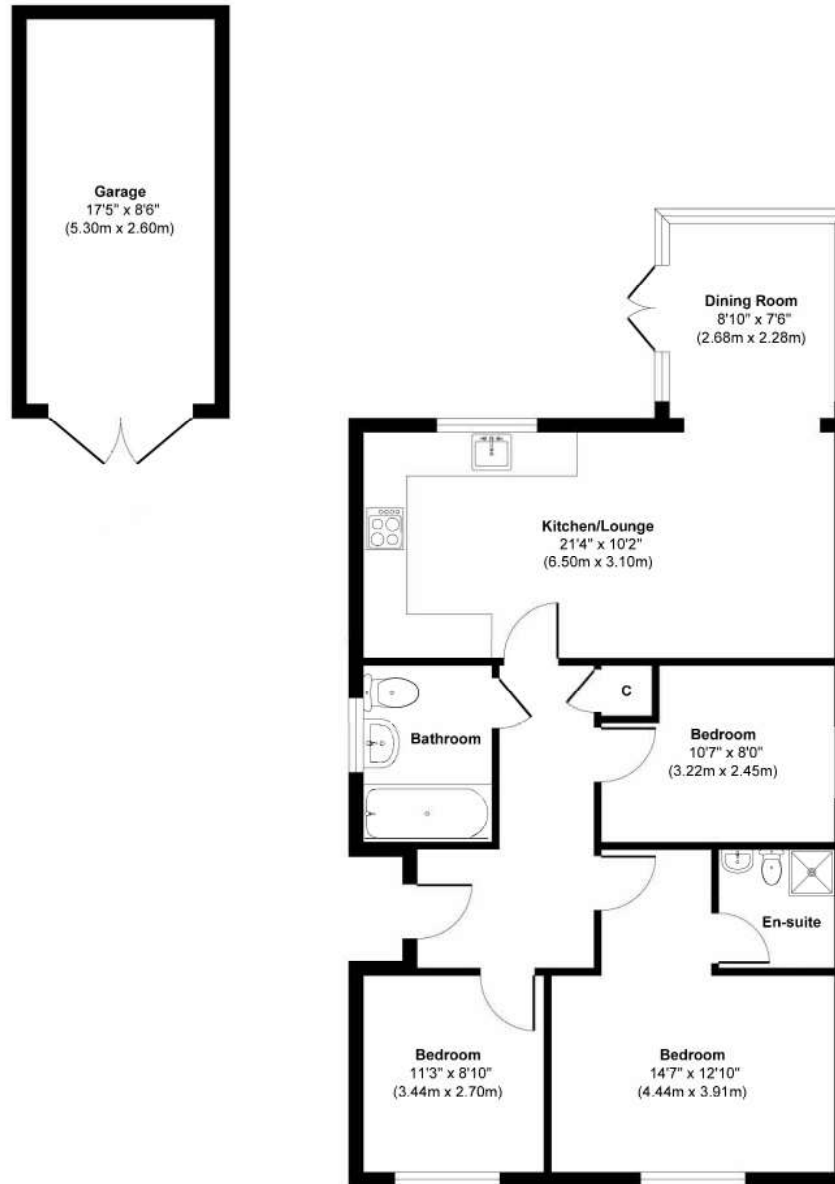 Garage
17'5" x 8'6"
(5.30m x 2.60m)
Dining Room
8'10" x 7'6"
(2.68m x 2.28m)
Kitchen/Lounge
21'4" x 10'2"
(6.50m x 3.10m)
C
Bathroom
Bedroom
10'7" x 8'0"
(3.22m x 2.45m)
En-suite
Bedroom
11'3" x 8'10"
(3.44m x 2.70m)
Bedroom
14'7" x 12'10"
(4.44m x 3.91m)